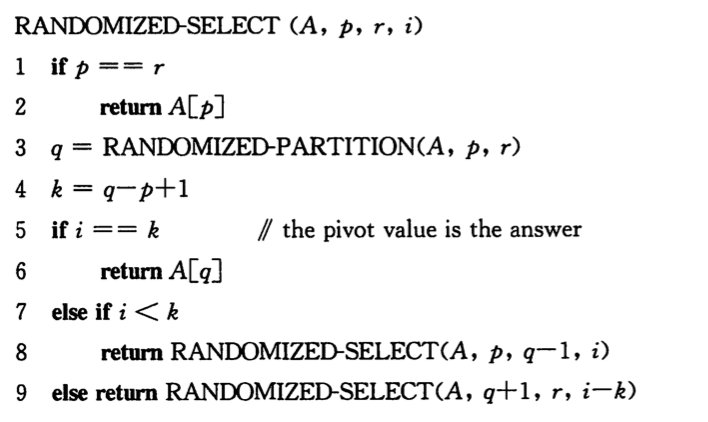 RANDOMIZED-SELECT (A, p, r, i)
1 if p == r
2 return A[p]
3 q = RANDOMIZED-PARTITION(A, p, r)
4 k = q-p+1
5 if i == k // the pivot value is the answer
6 return A[q]
7 else if i < k
8 return RANDOMIZED-SELECT(A, p, q-1, i)
9 else return RANDOMIZED-SELECT(A, q+1, r, i-k)